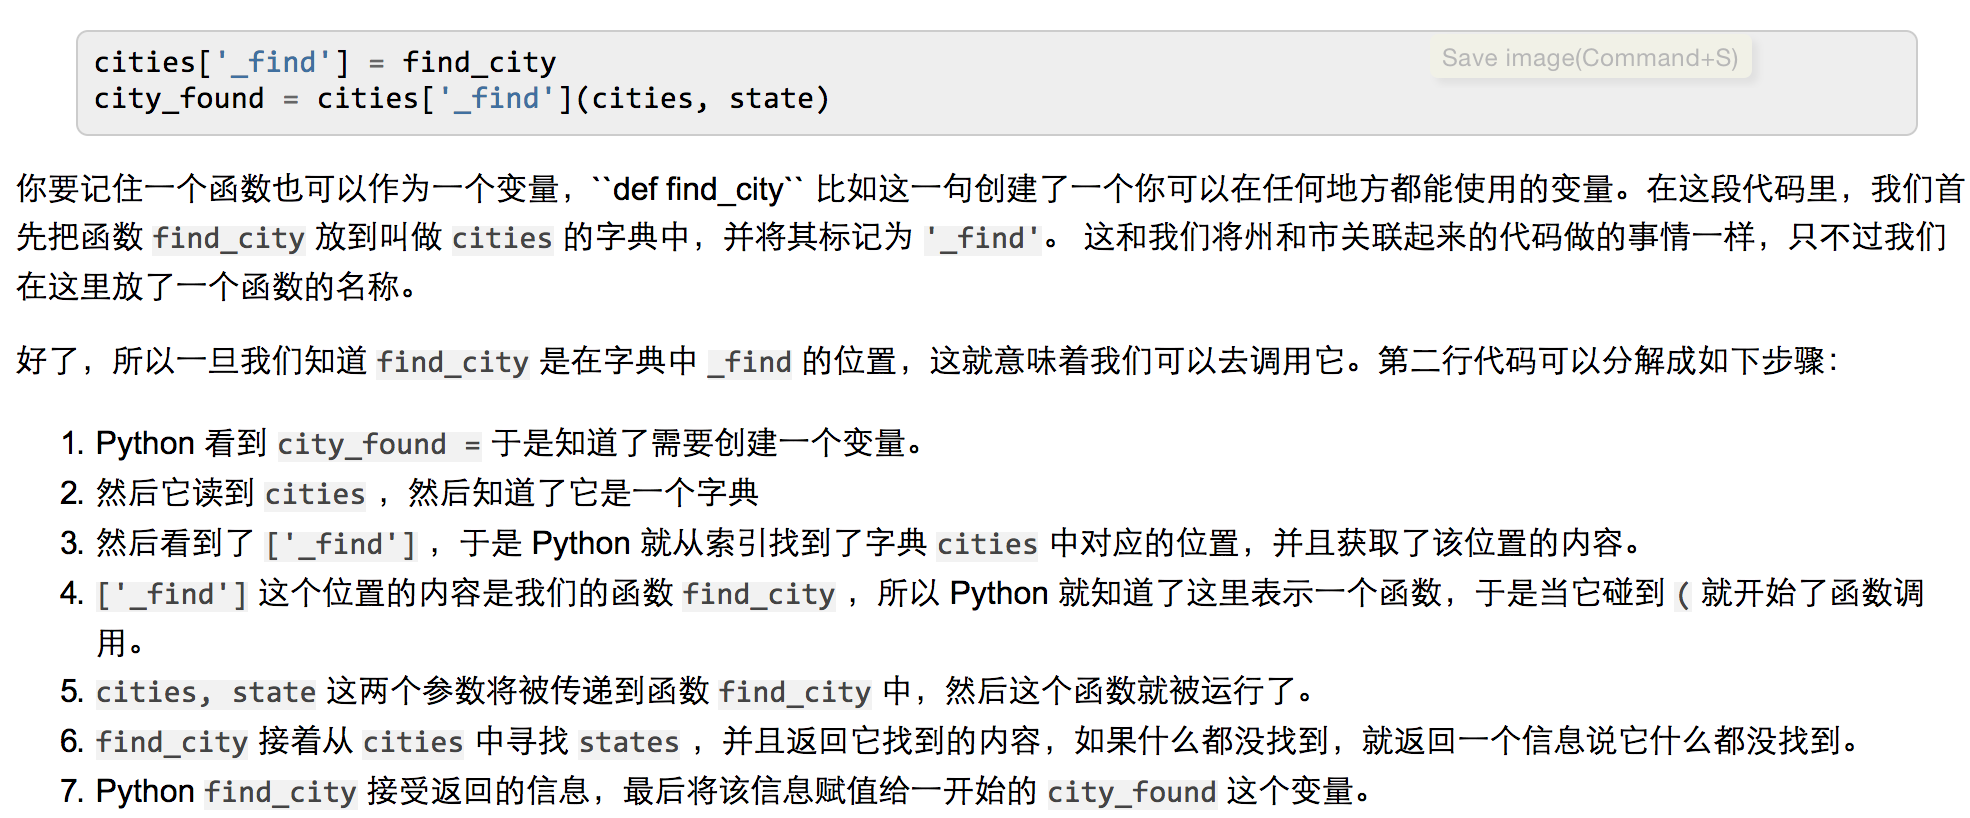 cities['_find'] = find_city
Save image(Command+S)
city_found = cities['_find'](cities, state)
你要记住一个函数也可以作为一个变量，``def find_city`` 比如这一句创建了一个你可以在任何地方都能使用的变量。在这段代码里，我们首
先把函数 find_city 放到叫做 cities 的字典中，并将其标记为 '_find'。 这和我们将州和市关联起来的代码做的事情一样，只不过我们
在这里放了一个函数的名称。
好了，所以一旦我们知道 find_city 是在字典中 _find 的位置，这就意味着我们可以去调用它。第二行代码可以分解成如下步骤：
1. Python 看到 city_found = 于是知道了需要创建一个变量。
2. 然后它读到 cities ，然后知道了它是一个字典
3. 然后看到了 ['_find'] ，于是 Python 就从索引找到了字典 cities 中对应的位置，并且获取了该位置的内容。
4. ['_find'] 这个位置的内容是我们的函数 find_city ，所以 Python 就知道了这里表示一个函数，于是当它碰到 ( 就开始了函数调
用。
5. cities, state 这两个参数将被传递到函数 find_city 中，然后这个函数就被运行了。
6. find_city 接着从 cities 中寻找 states ，并且返回它找到的内容，如果什么都没找到，就返回一个信息说它什么都没找到。
7. Python find_city 接受返回的信息，最后将该信息赋值给一开始的 city_found 这个变量。